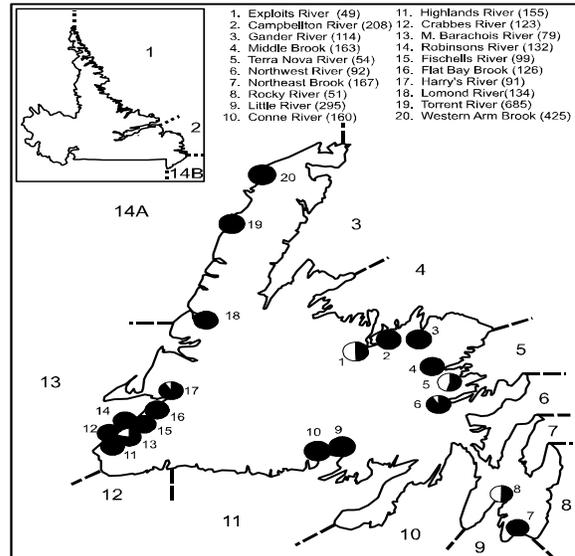 1. Exploits River (49)
2. Campbellton River (208)
3. Gander River (114)
4. Middle Brook (163)
5. Terra Nova River (54)
6. Northwest River (92)
7. Northeast Brook (167)
8. Rocky River (51)
9. Little River (295)
10. Conne River (160)
11. Highlands River (155)
12. Crabbes River (123)
13. M. Barachois River (79)
14. Robinsons River (132)
15. Fischells River (99)
16. Flat Bay Brook (126)
17. Harry's River (91)
18. Lomond River(134)
19. Torrent River (685)
20. Western Arm Brook (425)
1
2
14B
14A
20
19
3
4
18
3
2
1
5
4
13
17
5
6
6
16
14
15
12
13
11
10
9
7
8
8
12
11
10
9
7